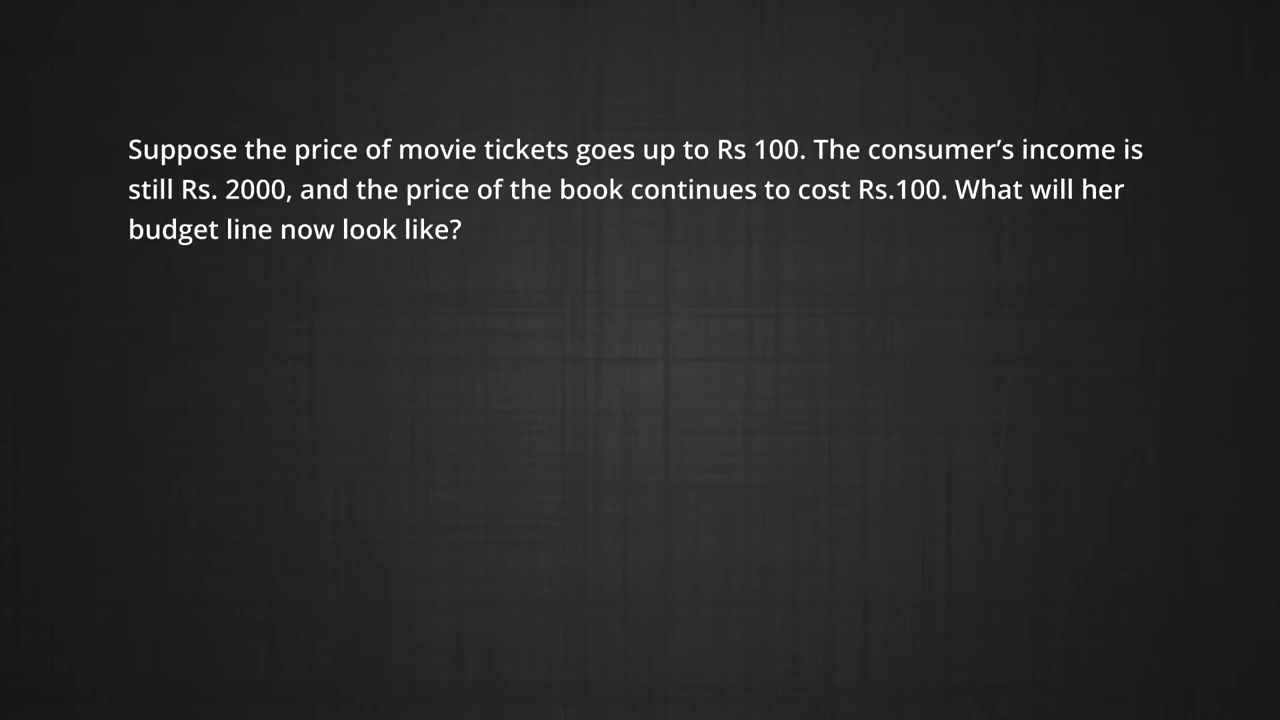 Suppose the price of movie tickets goes up to Rs 100. The consumer’s income is
still Rs. 2000, and the price of the book continues to cost Rs.100. What will her
budget line now look like?